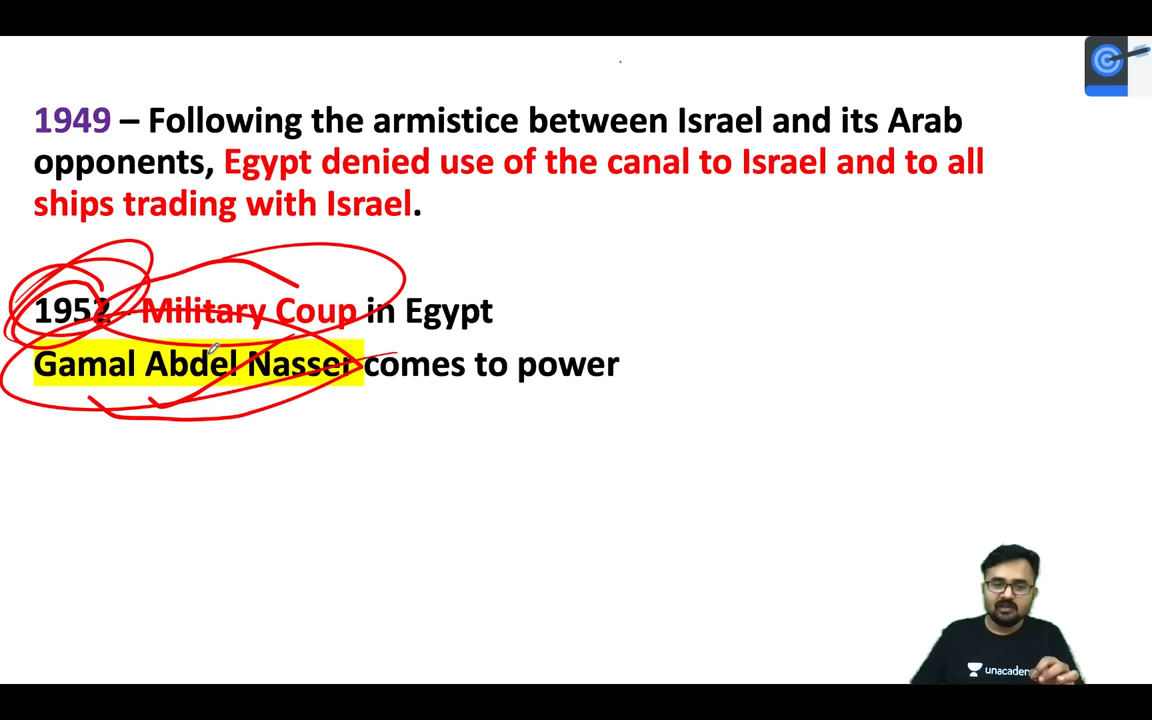 1949 – Following the armistice between Israel and its Arab
opponents, Egypt denied use of the canal to Israel and to all
ships trading with Israel.
1952 - Military Coup in Egypt
Gamal Abdel Nasser comes to power
unacademy